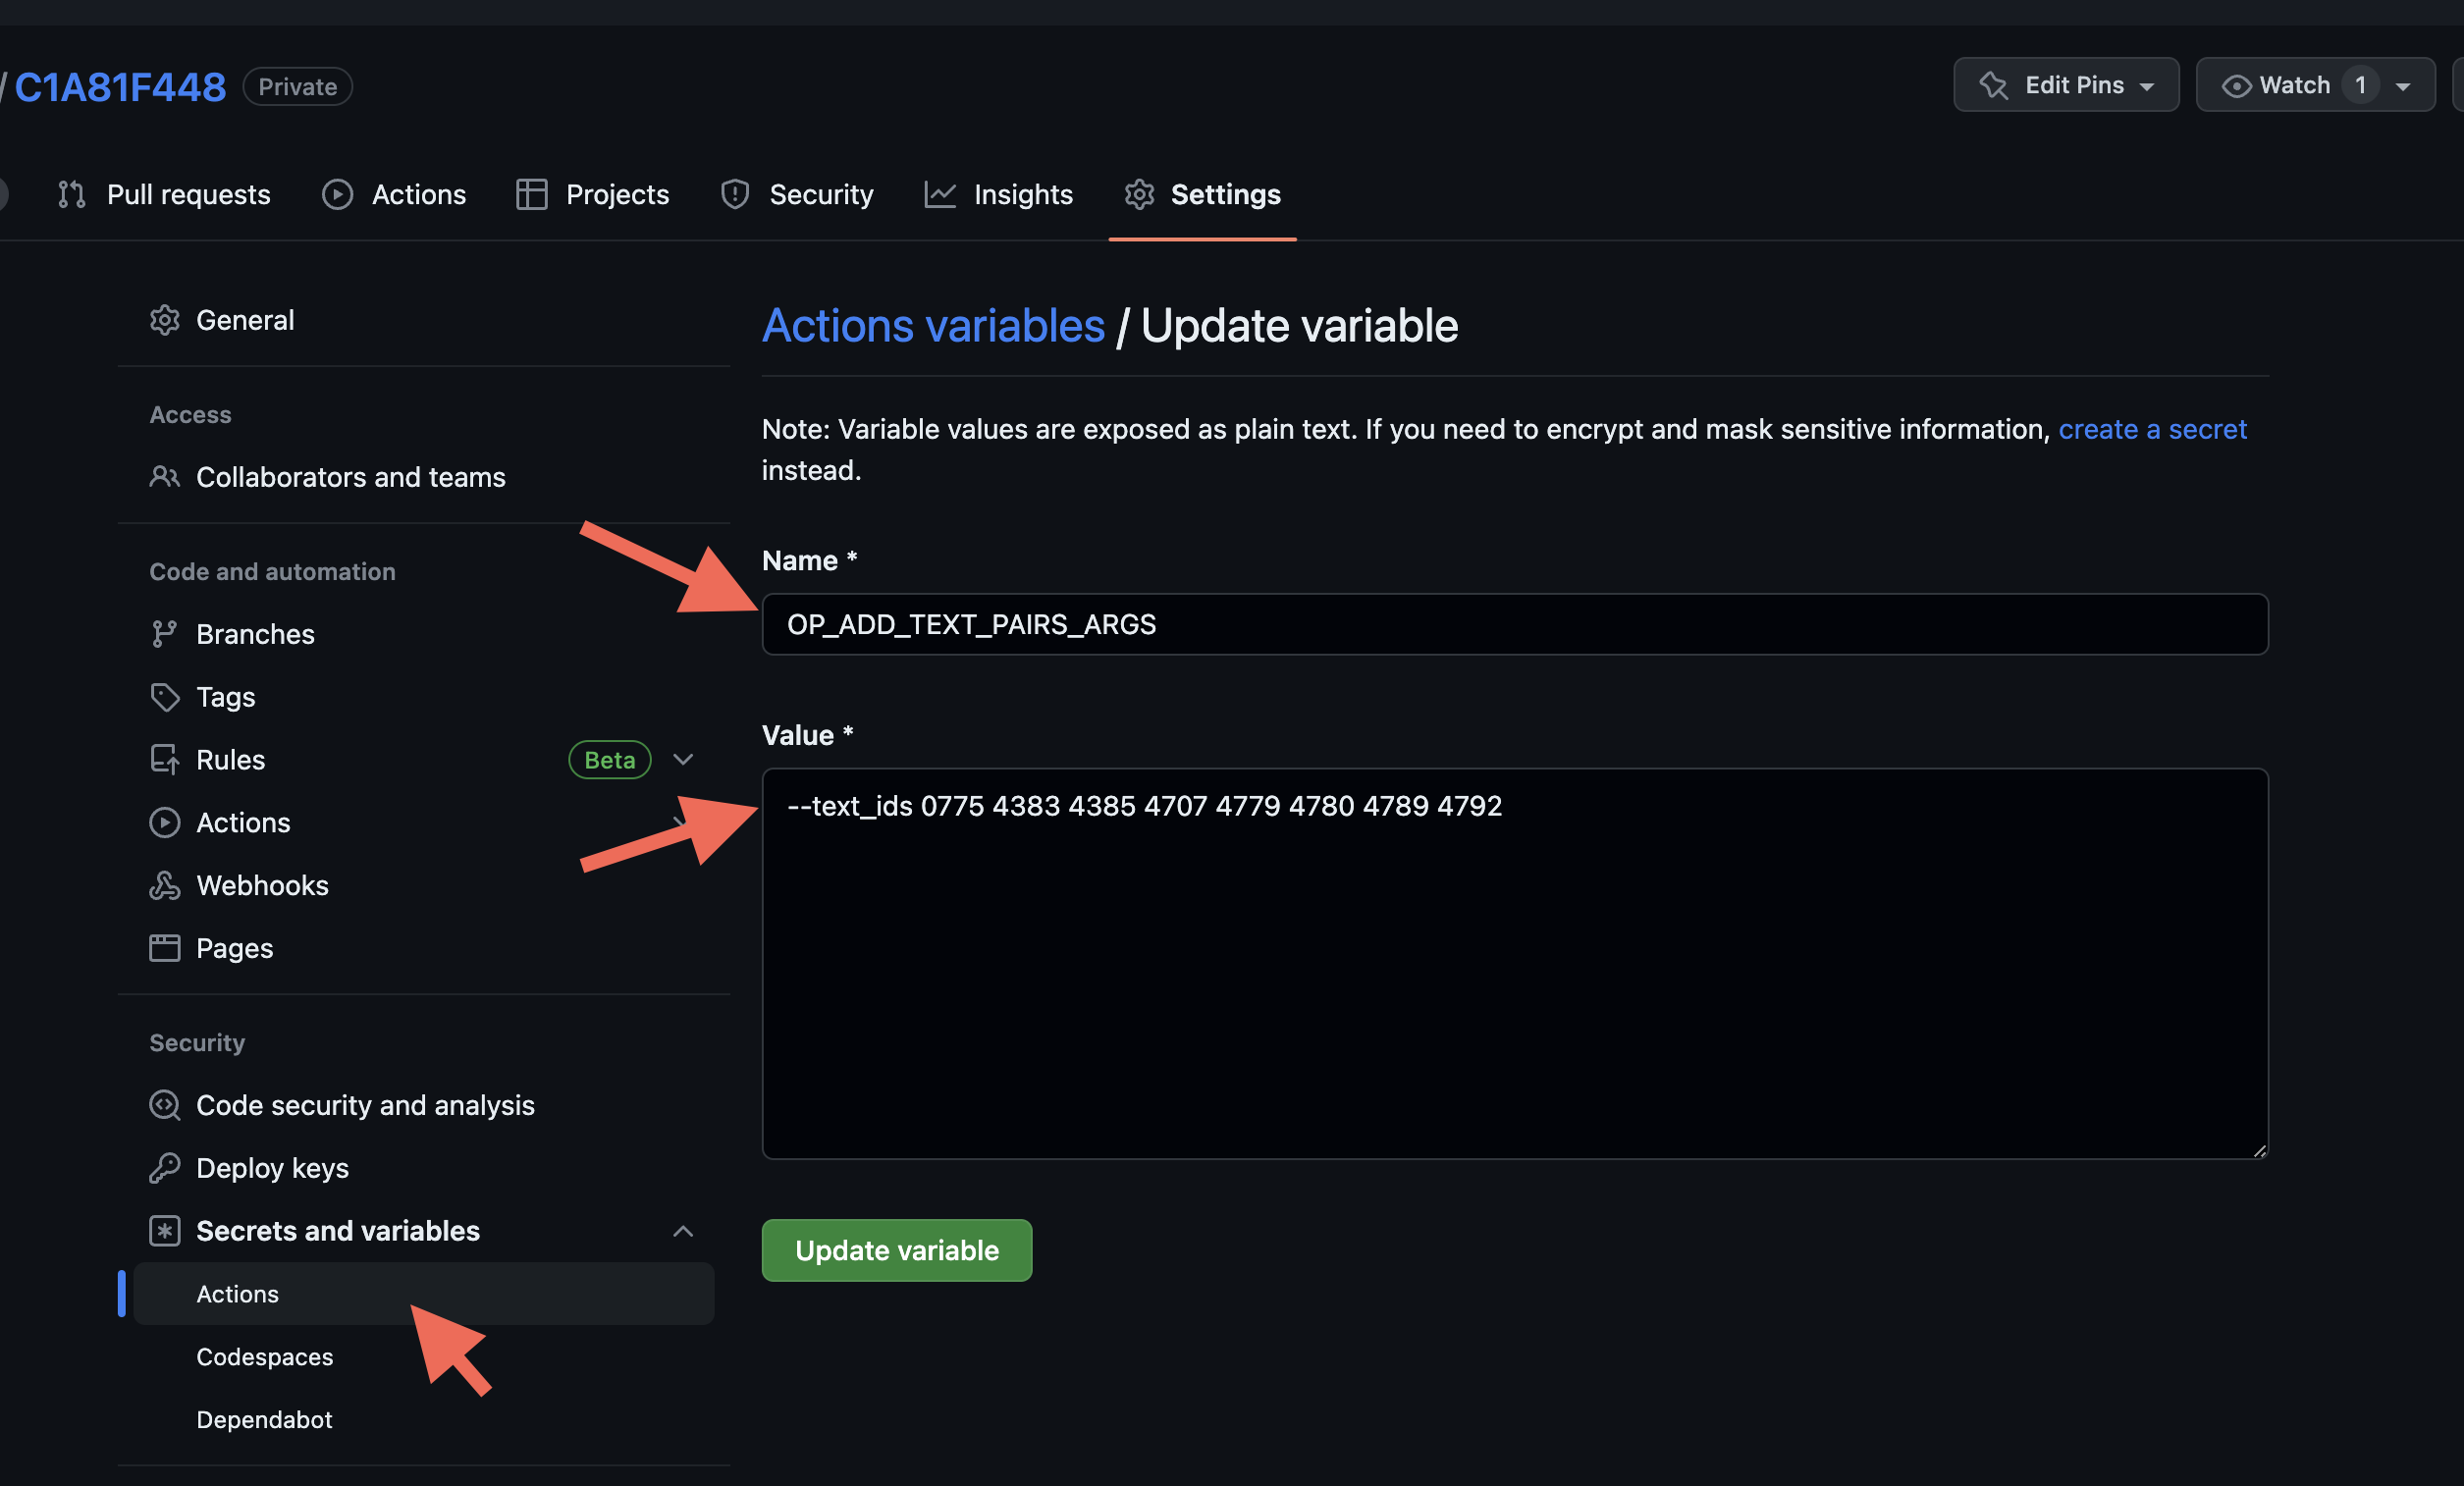 / C1A81F448 Private
Edit Pins
Watch 1
Pull requests
Actions
Projects
Security
Insights
Settings
General
Access
Collaborators and teams
Code and automation
Branches
Tags
Rules Beta
Actions
Webhooks
Pages
Security
Code security and analysis
Deploy keys
Secrets and variables
Actions
Codespaces
Dependabot
Actions variables / Update variable
Note: Variable values are exposed as plain text. If you need to encrypt and mask sensitive information, create a secret
instead.
Name *
OP_ADD_TEXT_PAIRS_ARGS
Value *
--text_ids 0775 4383 4385 4707 4779 4780 4789 4792
Update variable